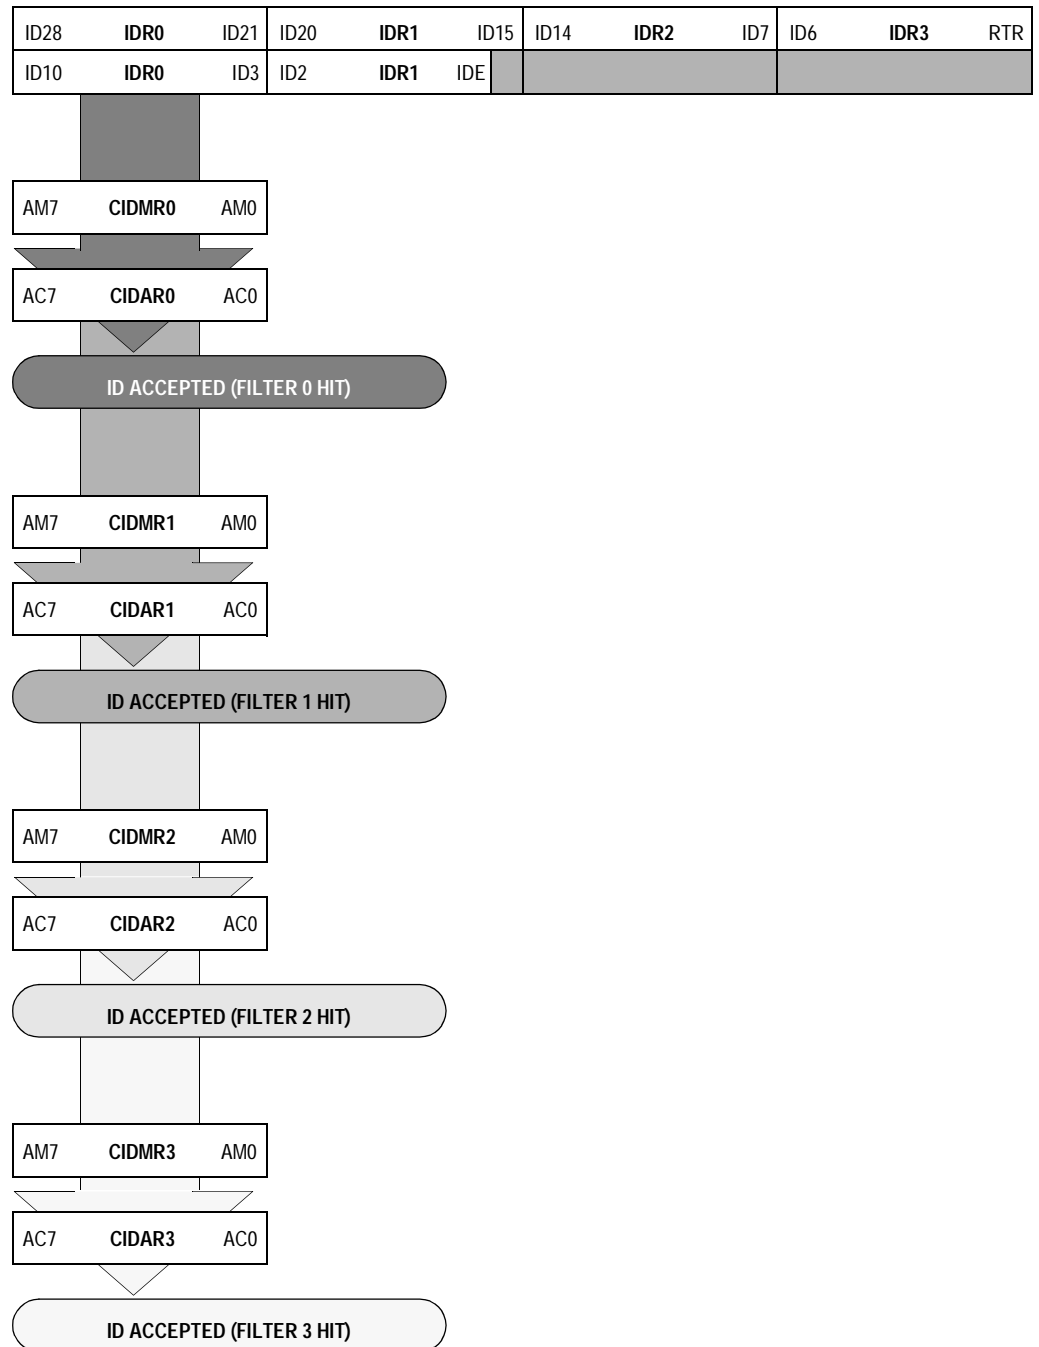 ID28 IDR0 ID21 ID20 IDR1 ID15 ID14 IDR2 ID7 ID6 IDR3 RTR
ID10 IDR0 ID3 ID2 IDR1 IDE
AM7 CIDMR0 AM0
AC7 CIDAR0 AC0
ID ACCEPTED (FILTER 0 HIT)
AM7 CIDMR1 AM0
AC7 CIDAR1 AC0
ID ACCEPTED (FILTER 1 HIT)
AM7 CIDMR2 AM0
AC7 CIDAR2 AC0
ID ACCEPTED (FILTER 2 HIT)
AM7 CIDMR3 AM0
AC7 CIDAR3 AC0
ID ACCEPTED (FILTER 3 HIT)